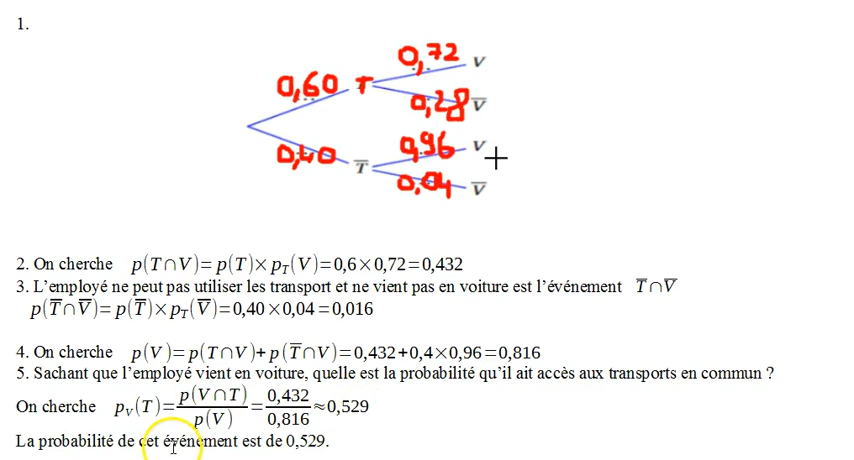 1.
0,72 V
0,60 T
0,28 V̅
0,96 V
0,40 T̅
0,04 V̅
2. On cherche p(T∩V)=p(T)×p_T(V)=0,6×0,72=0,432
3. L'employé ne peut pas utiliser les transport et ne vient pas en voiture est l'événement T̅∩V̅
p(T̅∩V̅)=p(T̅)×p_T(V̅)=0,40×0,04=0,016
4. On cherche p(V)=p(T∩V)+p(T̅∩V)=0,432+0,4×0,96=0,816
5. Sachant que l'employé vient en voiture, quelle est la probabilité qu'il ait accès aux transports en commun ?
On cherche p_V(T)=p(V∩T)/p(V)=0,432/0,816≈0,529
La probabilité de cet événement est de 0,529.